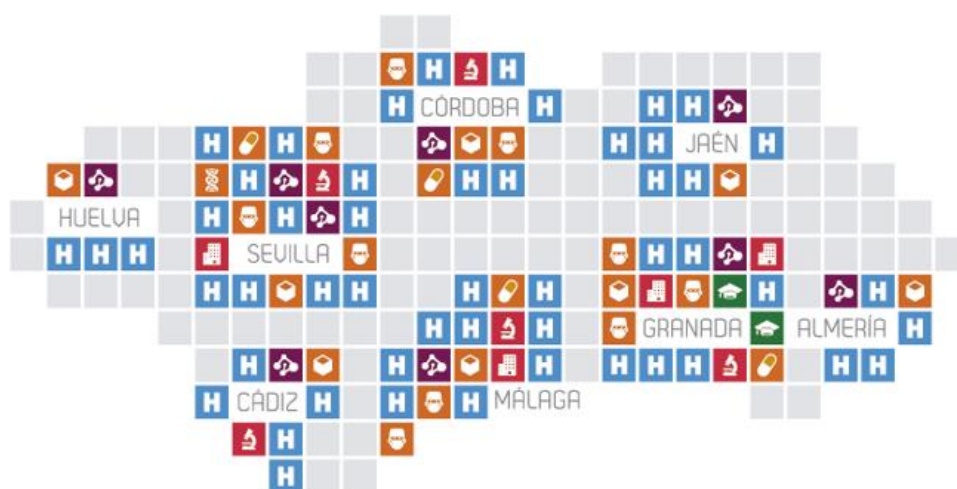 H H
H CÓRDOBA H H H
H H H H JAÉN H
H H H H H H
HUELVA H H H
H H H SEVILLA H H
H H H H H H H H
H H H GRANADA ALMERÍA H
H H H H H H H H
H CÁDIZ H H H MÁLAGA
H
H